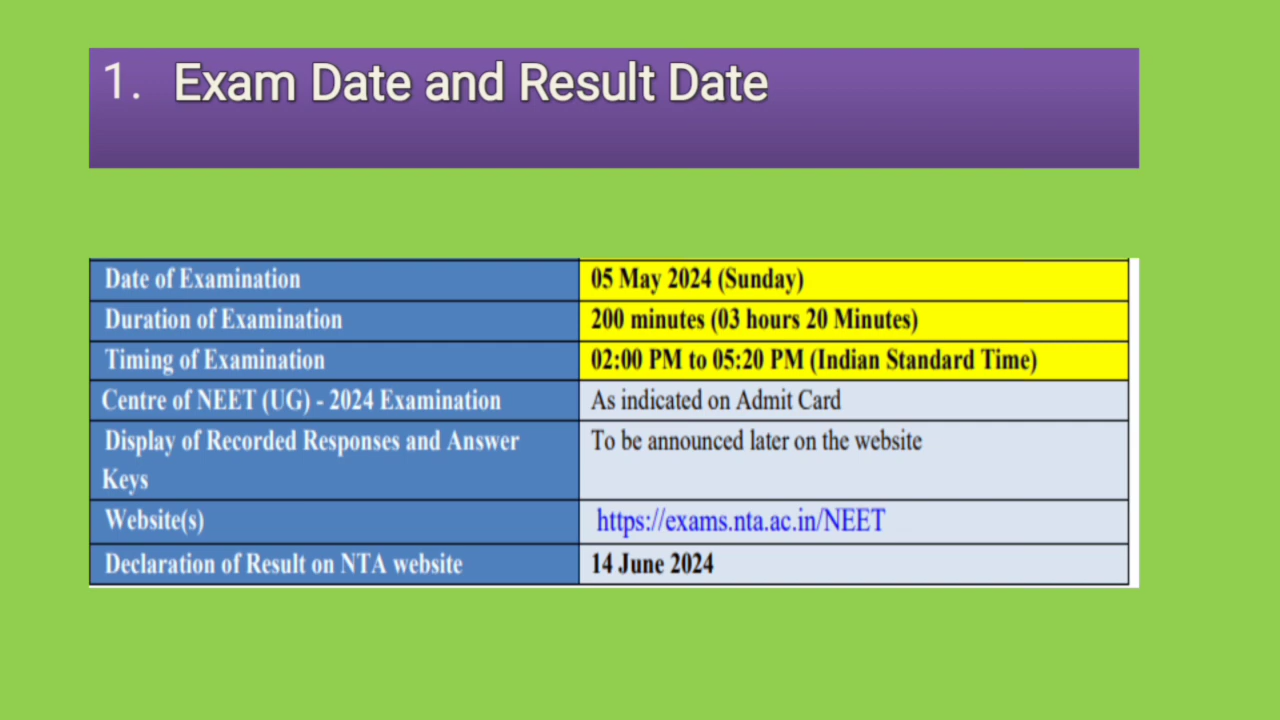 1. Exam Date and Result Date
Date of Examination
05 May 2024 (Sunday)
Duration of Examination
200 minutes (03 hours 20 Minutes)
Timing of Examination
02:00 PM to 05:20 PM (Indian Standard Time)
Centre of NEET (UG) - 2024 Examination
As indicated on Admit Card
Display of Recorded Responses and Answer
Keys
To be announced later on the website
Website(s)
https://exams.nta.ac.in/NEET
Declaration of Result on NTA website
14 June 2024